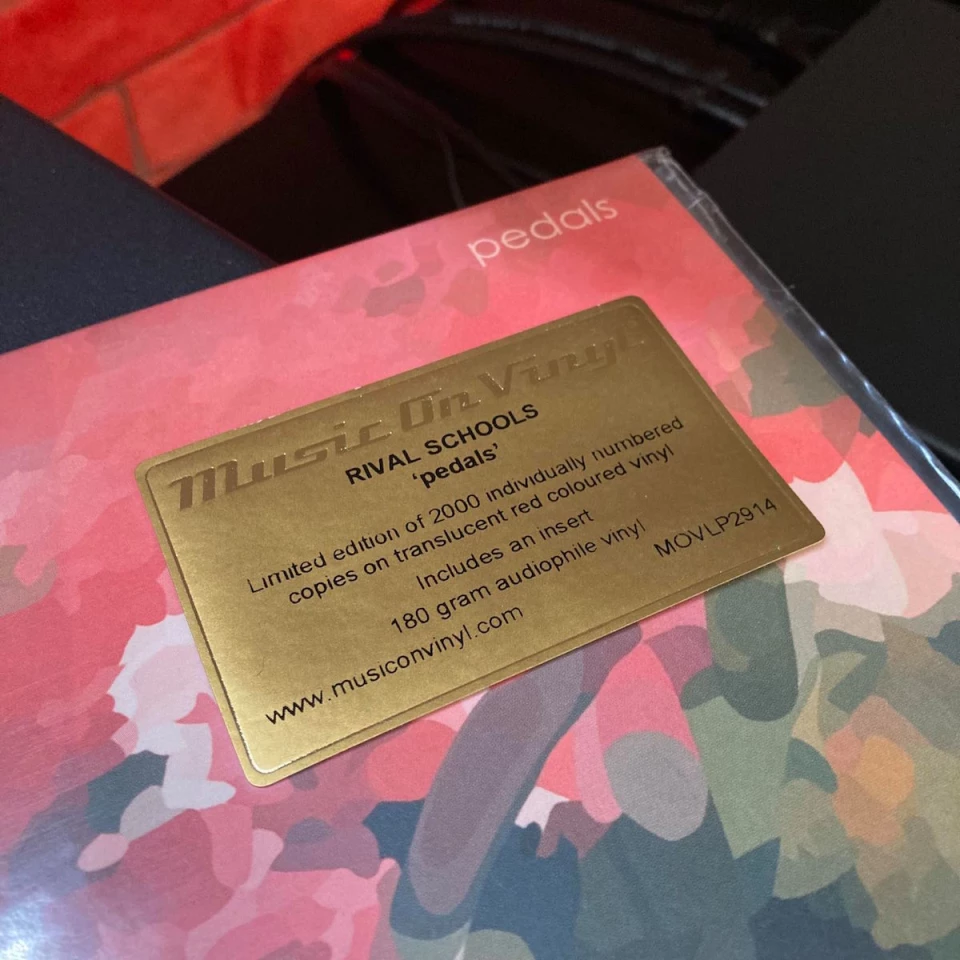 pedals
Music On Vinyl
RIVAL SCHOOLS
‘pedals’
Limited edition of 2000 individually numbered
copies on translucent red coloured vinyl
Includes an insert
180 gram audiophile vinyl
MOVLP2914
www.musiconvinyl.com